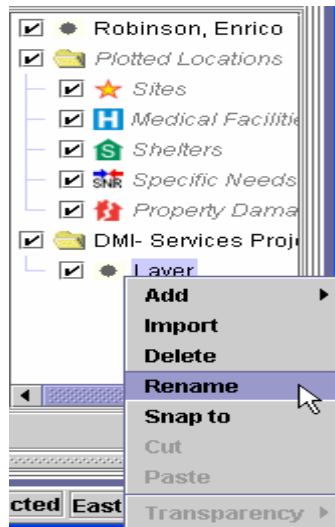 Robinson, Enrico
Plotted Locations
Sites
H Medical Faciliti
S Shelters
SNR Specific Needs
Property Dama
DMI- Services Proj
Layer
Add
Import
Delete
Rename
Snap to
Cut
Paste
Transparency
cted East